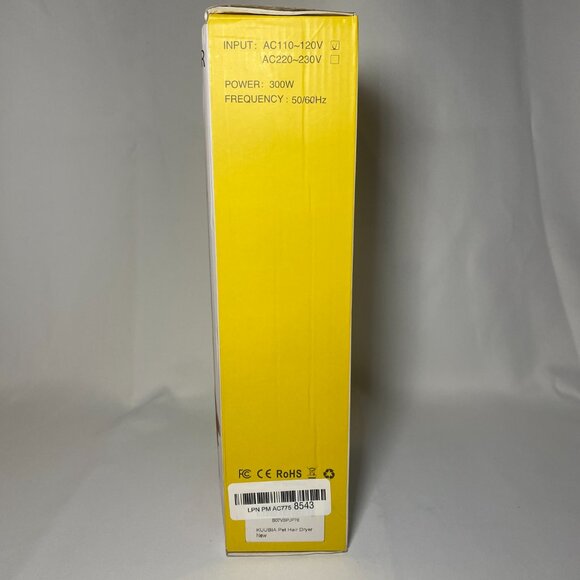 INPUT: AC110~120V
AC220~230V
R
POWER: 300W
FREQUENCY: 50/60Hz
FC CE RoHS
LPN PM AC775 8543
KUUBIA Pet Hair Dryer
New